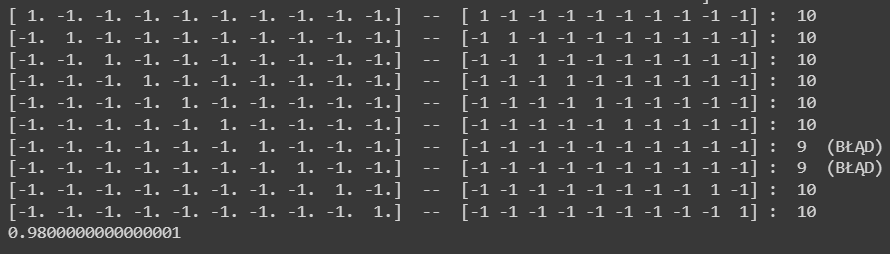 [ 1. -1. -1. -1. -1. -1. -1. -1. -1. -1.]  --  [ 1 -1 -1 -1 -1 -1 -1 -1 -1 -1] :  10
[-1.  1. -1. -1. -1. -1. -1. -1. -1. -1.]  --  [-1  1 -1 -1 -1 -1 -1 -1 -1 -1] :  10
[-1. -1.  1. -1. -1. -1. -1. -1. -1. -1.]  --  [-1 -1  1 -1 -1 -1 -1 -1 -1 -1] :  10
[-1. -1. -1.  1. -1. -1. -1. -1. -1. -1.]  --  [-1 -1 -1  1 -1 -1 -1 -1 -1 -1] :  10
[-1. -1. -1. -1.  1. -1. -1. -1. -1. -1.]  --  [-1 -1 -1 -1  1 -1 -1 -1 -1 -1] :  10
[-1. -1. -1. -1. -1.  1. -1. -1. -1. -1.]  --  [-1 -1 -1 -1 -1  1 -1 -1 -1 -1] :  10
[-1. -1. -1. -1. -1. -1.  1. -1. -1. -1.]  --  [-1 -1 -1 -1 -1 -1 -1 -1 -1 -1] :  9  (BŁĄD)
[-1. -1. -1. -1. -1. -1. -1.  1. -1. -1.]  --  [-1 -1 -1 -1 -1 -1 -1 -1 -1 -1] :  9  (BŁĄD)
[-1. -1. -1. -1. -1. -1. -1. -1.  1. -1.]  --  [-1 -1 -1 -1 -1 -1 -1 -1  1 -1] :  10
[-1. -1. -1. -1. -1. -1. -1. -1. -1.  1.]  --  [-1 -1 -1 -1 -1 -1 -1 -1 -1  1] :  10
0.9800000000000001